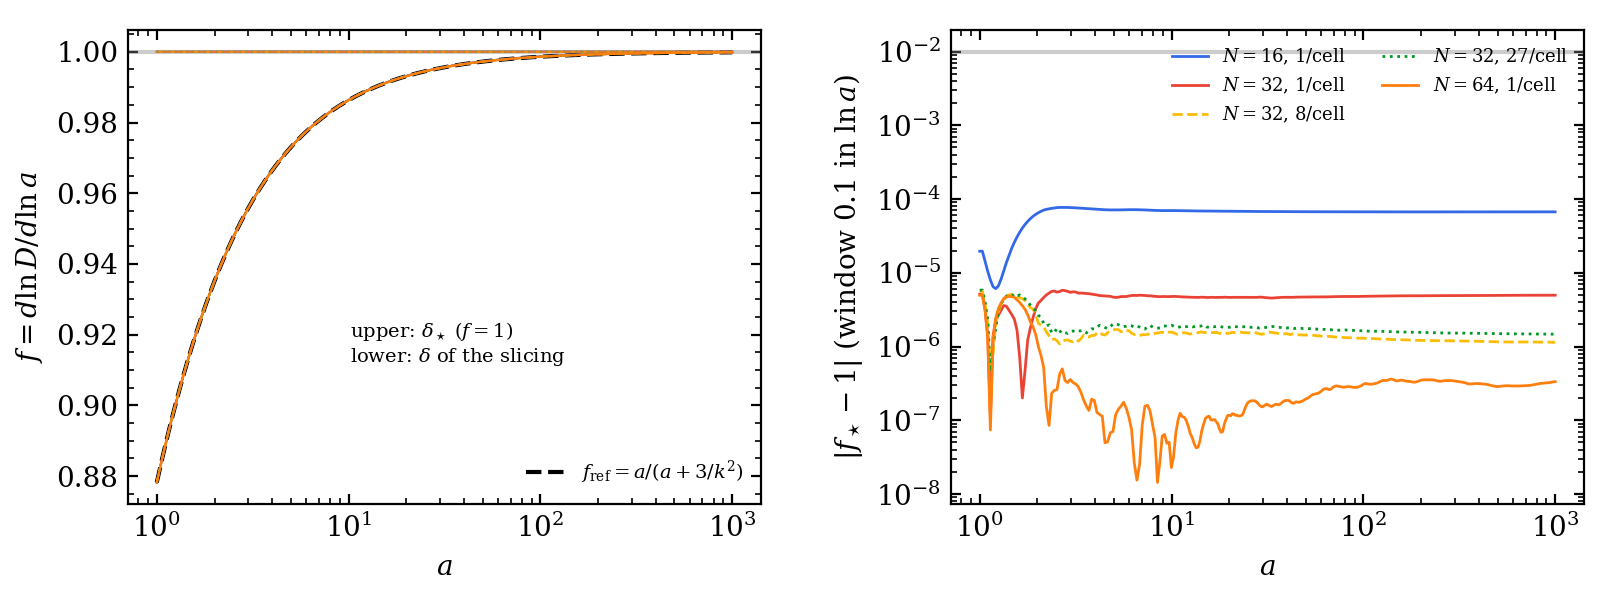 1.00
0.98
0.96
0.94
0.92
0.90
0.88
f = d ln D/d ln a
upper: δ⋆ (f = 1)
lower: δ of the slicing
f_ref = a/(a + 3/k²)
10⁰
10¹
10²
10³
a
10⁻²
10⁻³
10⁻⁴
10⁻⁵
10⁻⁶
10⁻⁷
10⁻⁸
|f⋆ − 1| (window 0.1 in ln a)
N = 16, 1/cell
N = 32, 1/cell
N = 32, 8/cell
N = 32, 27/cell
N = 64, 1/cell
10⁰
10¹
10²
10³
a